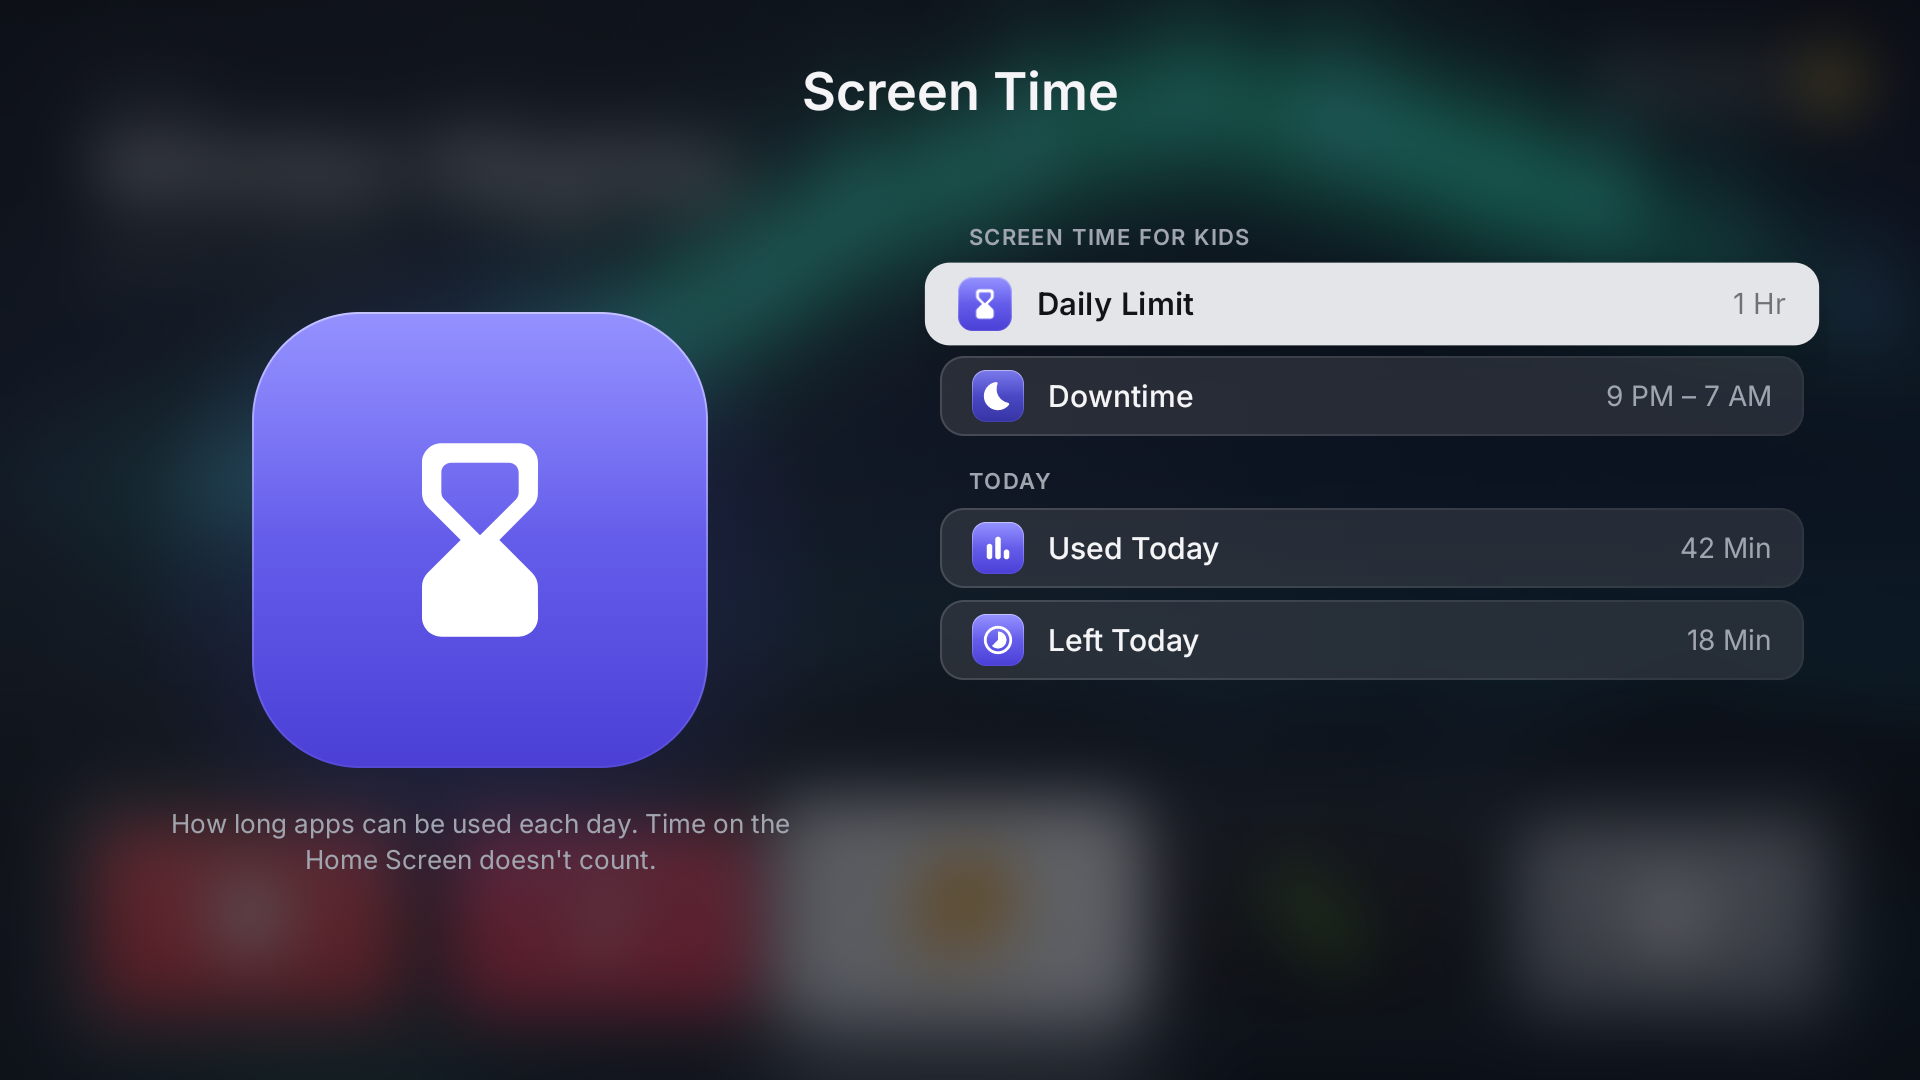 Screen Time
SCREEN TIME FOR KIDS
Daily Limit 1 Hr
Downtime 9 PM – 7 AM
TODAY
Used Today 42 Min
Left Today 18 Min
How long apps can be used each day. Time on the
Home Screen doesn't count.